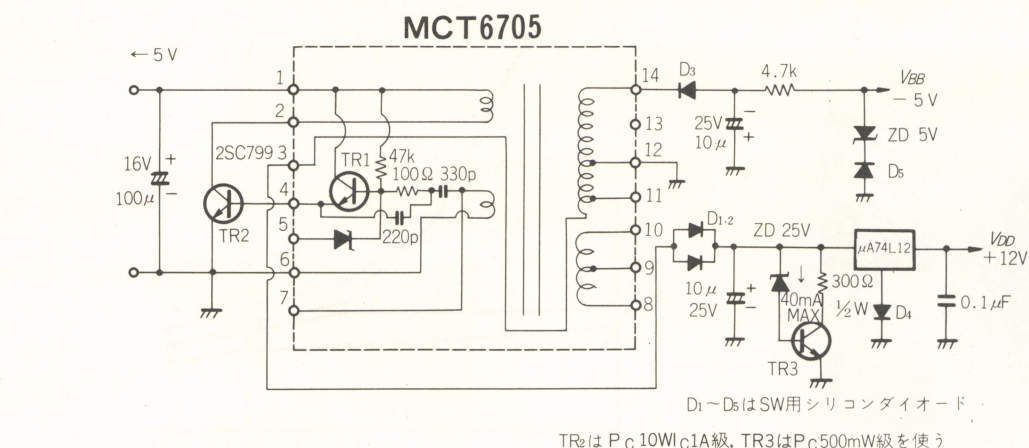 MCT6705
←5V
1
2
2SC799 3
4
5
6
7
16V
100μ
+
−
TR2
TR1
47k
100Ω 330p
220p
14
13
12
11
10
9
8
D3
4.7k
VBB
−5V
25V
10μ
−
+
ZD 5V
D5
D1·2
ZD 25V
μA74L12
VDD
+12V
10μ
25V
+
−
↓
40mA
MAX
300Ω
½W
D4
0.1μF
TR3
D1～D5はSW用シリコンダイオード
TR2は PC 10WIC1A級, TR3はPC500mW級を使う